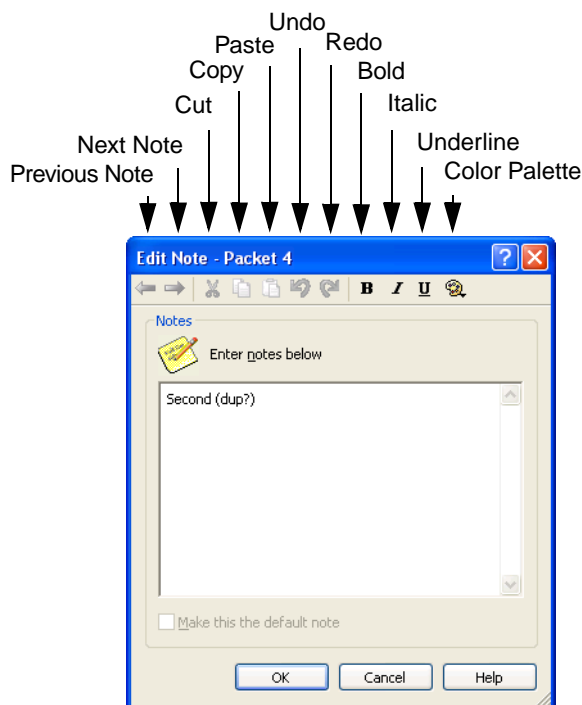 Undo
Paste
Redo
Copy
Bold
Cut
Italic
Next Note
Underline
Previous Note
Color Palette
Edit Note - Packet 4
B I U
Notes
Enter notes below
Second (dup?)
Make this the default note
OK Cancel Help